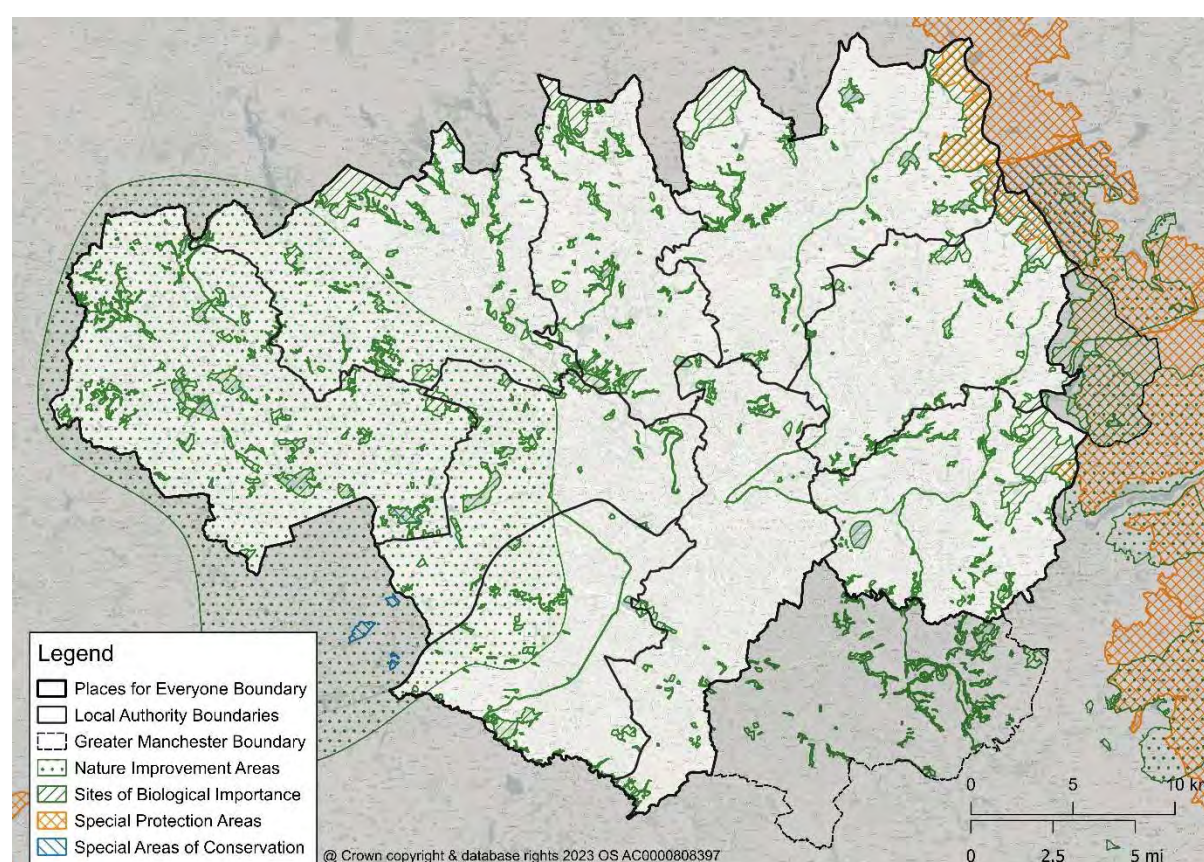 Legend
Places for Everyone Boundary
Local Authority Boundaries
Greater Manchester Boundary
Nature Improvement Areas
Sites of Biological Importance
Special Protection Areas
Special Areas of Conservation
@ Crown copyright & database rights 2023 OS AC0000808397
0 5 10 km
0 2.5 5 mi